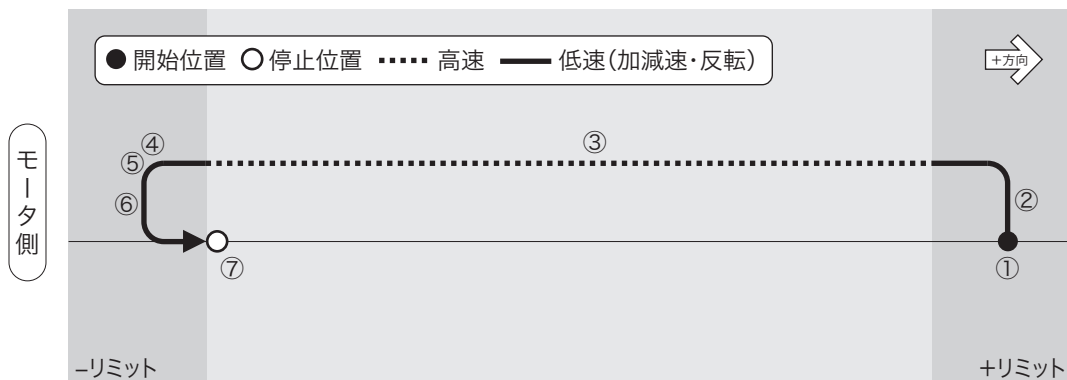 ●開始位置 ○停止位置 ・・・・・ 高速 ━━ 低速(加減速・反転)
+方向
モータ側
③
④
⑤
⑥
②
⑦
①
−リミット
+リミット